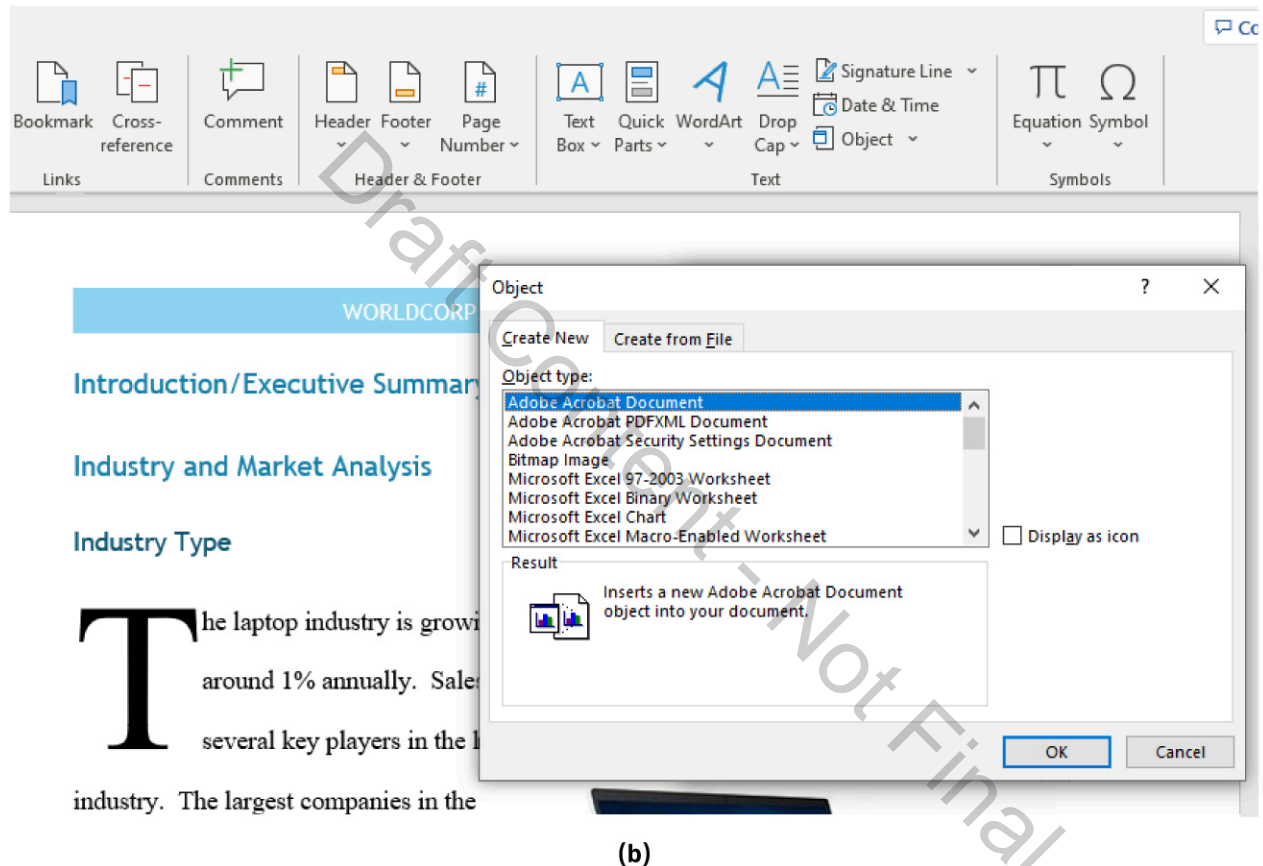 Co
Bookmark
Cross-
reference
Links
Comment
Comments
Header
Footer
Page
Number
Header & Footer
Text
Box
Quick
Parts
WordArt
Drop
Cap
Signature Line
Date & Time
Object
Text
Equation
Symbol
Symbols
WORLDCORP
Introduction/Executive Summary
Industry and Market Analysis
Industry Type
The laptop industry is growi
around 1% annually. Sales
several key players in the l
industry. The largest companies in the
Object
?
Create New
Create from File
Object type:
Adobe Acrobat Document
Adobe Acrobat PDFXML Document
Adobe Acrobat Security Settings Document
Bitmap Image
Microsoft Excel 97-2003 Worksheet
Microsoft Excel Binary Worksheet
Microsoft Excel Chart
Microsoft Excel Macro-Enabled Worksheet
Display as icon
Result
Inserts a new Adobe Acrobat Document
object into your document.
OK
Cancel
Draft Content - Not Final
(b)